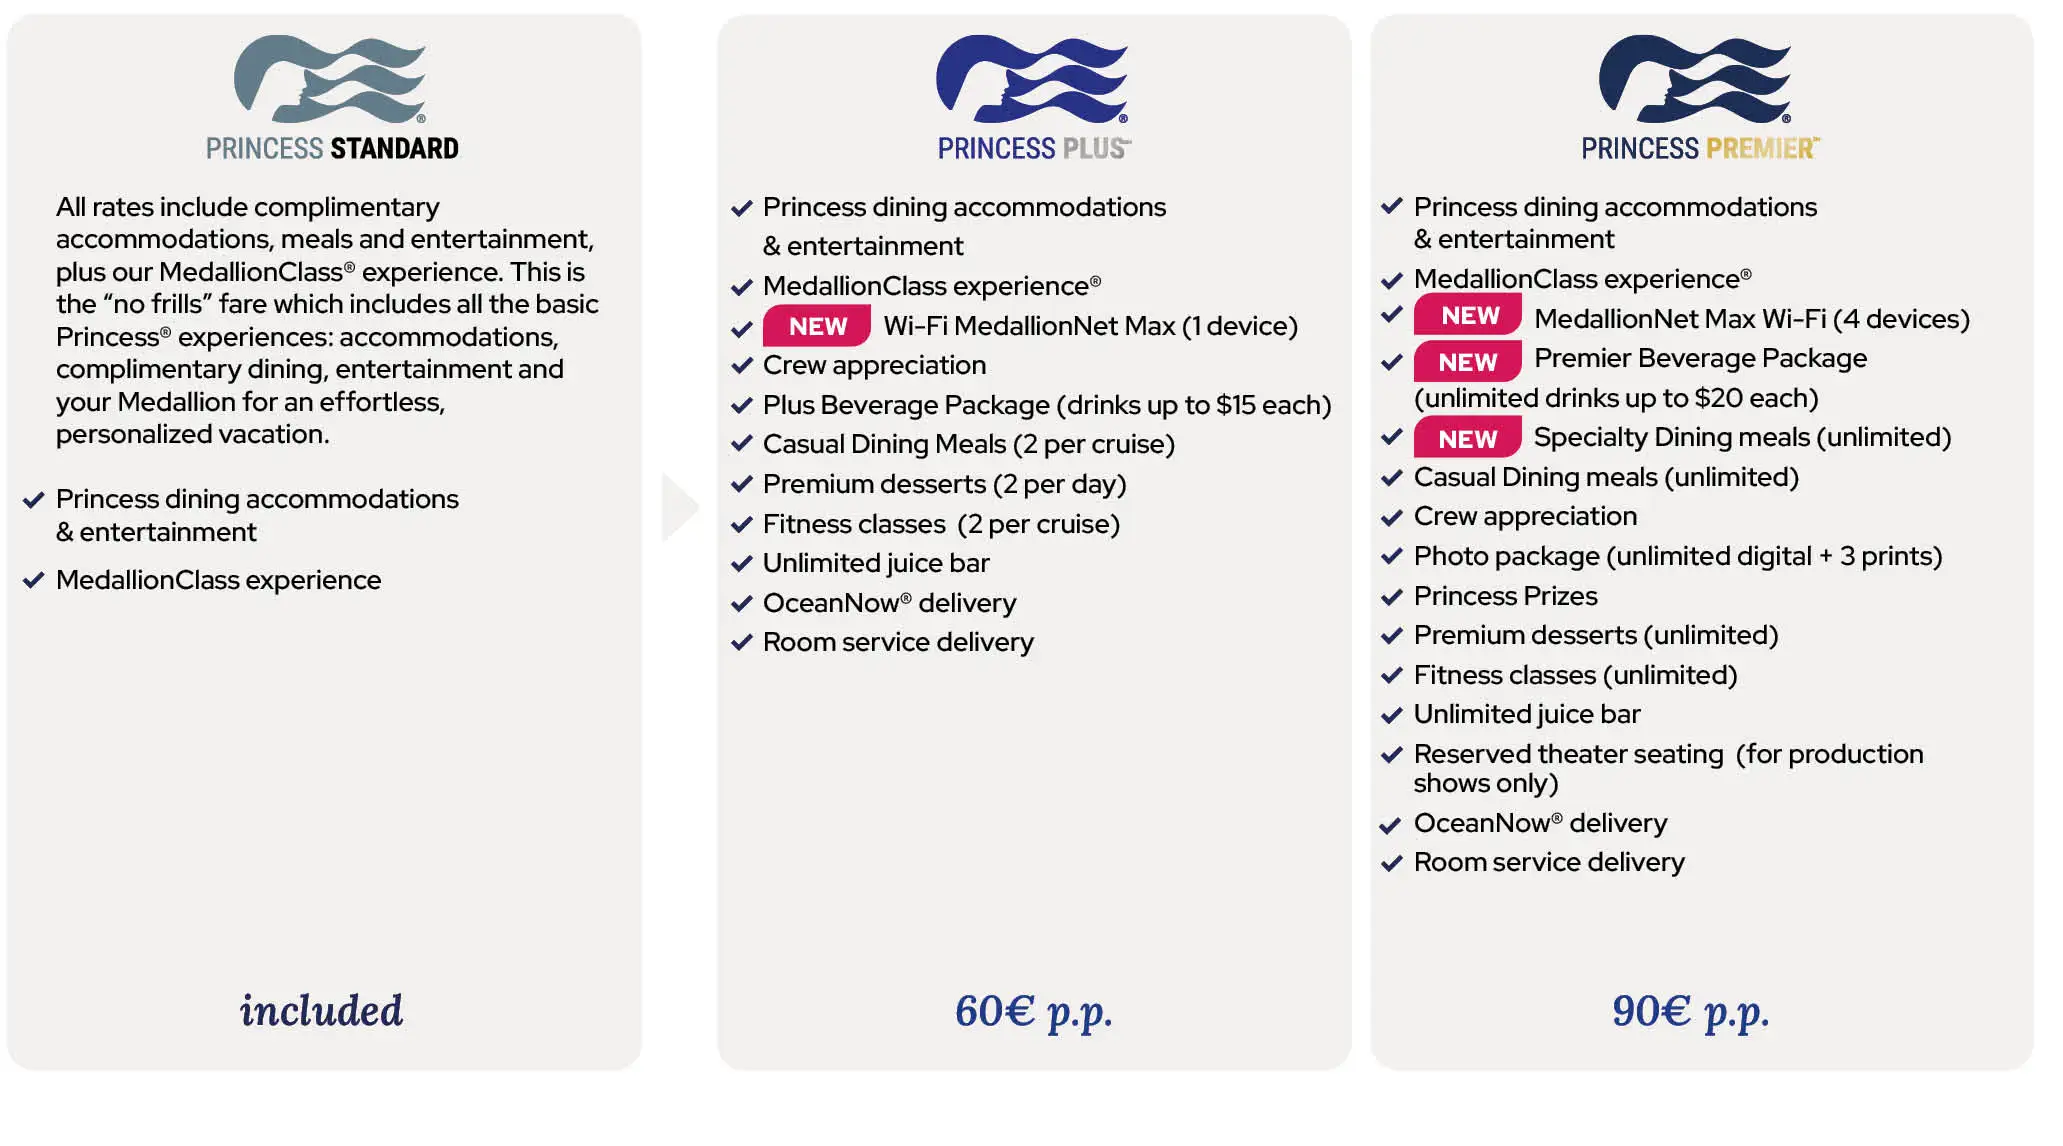 PRINCESS STANDARD
All rates include complimentary
accommodations, meals and entertainment,
plus our MedallionClass® experience. This is
the “no frills” fare which includes all the basic
Princess® experiences: accommodations,
complimentary dining, entertainment and
your Medallion for an effortless,
personalized vacation.
Princess dining accommodations
& entertainment
MedallionClass experience
included
PRINCESS PLUS™
Princess dining accommodations
& entertainment
MedallionClass experience®
NEW Wi-Fi MedallionNet Max (1 device)
Crew appreciation
Plus Beverage Package (drinks up to $15 each)
Casual Dining Meals (2 per cruise)
Premium desserts (2 per day)
Fitness classes (2 per cruise)
Unlimited juice bar
OceanNow® delivery
Room service delivery
60€ p.p.
PRINCESS PREMIER™
Princess dining accommodations
& entertainment
MedallionClass experience®
NEW MedallionNet Max Wi-Fi (4 devices)
NEW Premier Beverage Package
(unlimited drinks up to $20 each)
NEW Specialty Dining meals (unlimited)
Casual Dining meals (unlimited)
Crew appreciation
Photo package (unlimited digital + 3 prints)
Princess Prizes
Premium desserts (unlimited)
Fitness classes (unlimited)
Unlimited juice bar
Reserved theater seating (for production
shows only)
OceanNow® delivery
Room service delivery
90€ p.p.